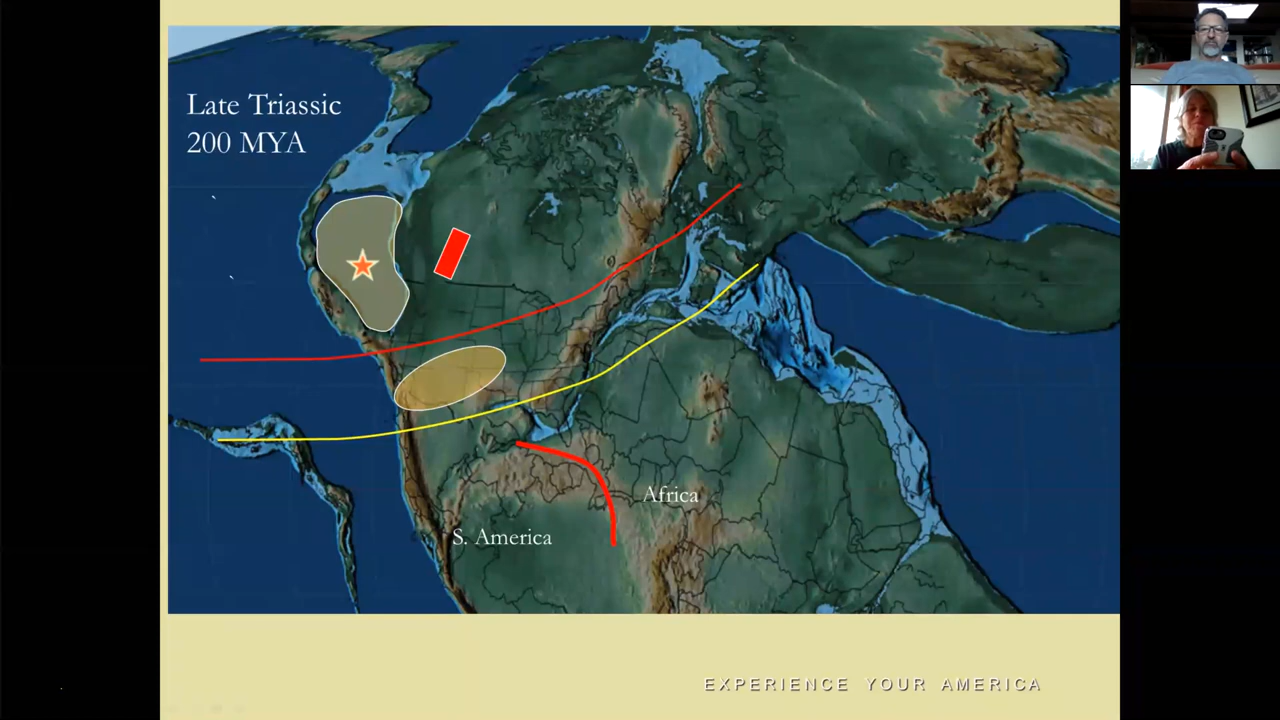 Late Triassic
200 MYA
Africa
S. America
EXPERIENCE YOUR AMERICA